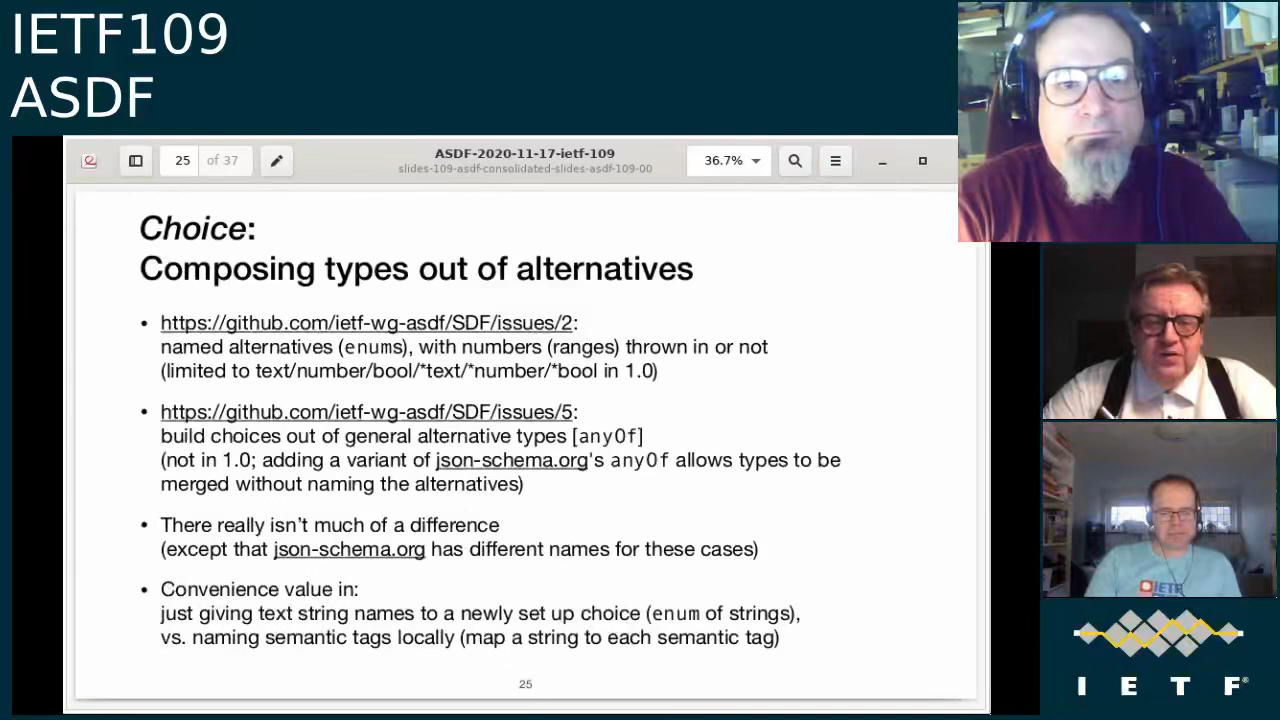 IETF109
ASDF
25 of 37
ASDF-2020-11-17-ietf-109
slides-109-asdf-consolidated-slides-asdf-109-00
36.7%
Choice:
Composing types out of alternatives
• https://github.com/ietf-wg-asdf/SDF/issues/2:
named alternatives (enums), with numbers (ranges) thrown in or not
(limited to text/number/bool/*text/*number/*bool in 1.0)
• https://github.com/ietf-wg-asdf/SDF/issues/5:
build choices out of general alternative types [anyOf]
(not in 1.0; adding a variant of json-schema.org's anyOf allows types to be
merged without naming the alternatives)
• There really isn’t much of a difference
(except that json-schema.org has different names for these cases)
• Convenience value in:
just giving text string names to a newly set up choice (enum of strings),
vs. naming semantic tags locally (map a string to each semantic tag)
25
IETF
I E T F®